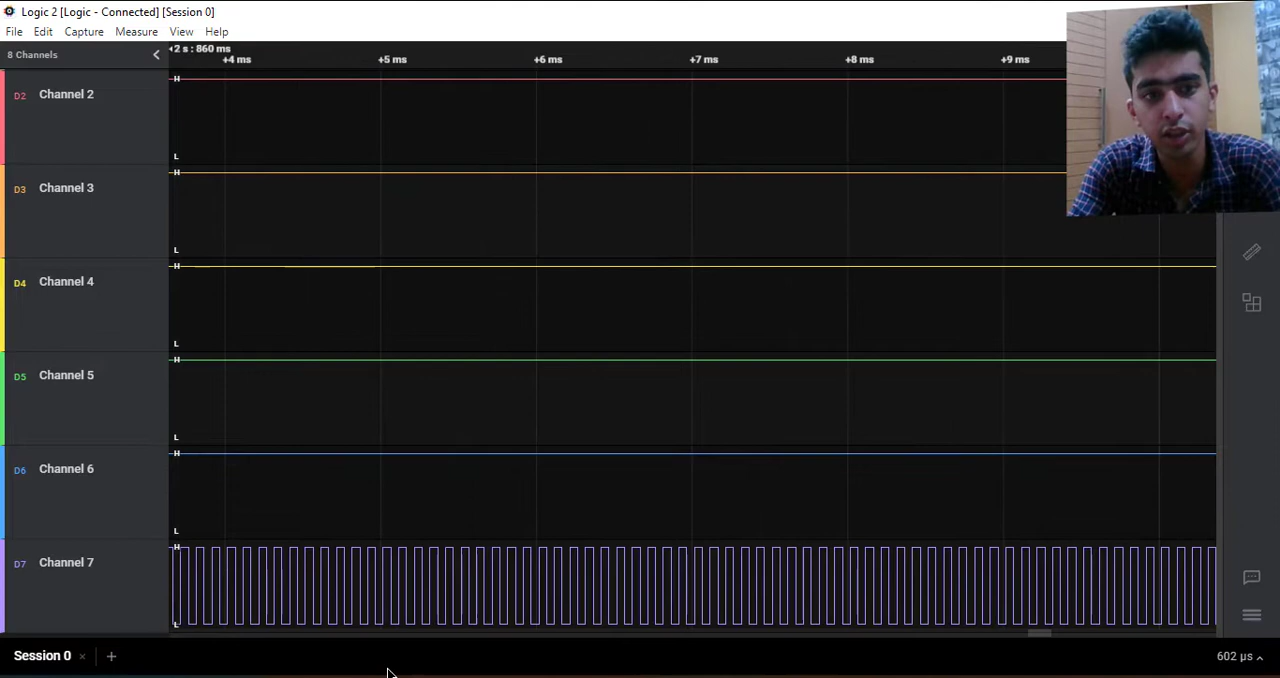 Logic 2 [Logic - Connected] [Session 0]
File Edit Capture Measure View Help
8 Channels
2 s : 860 ms
+4 ms +5 ms +6 ms +7 ms +8 ms +9 ms
D2 Channel 2
H
L
D3 Channel 3
H
L
D4 Channel 4
H
L
D5 Channel 5
H
L
D6 Channel 6
H
L
D7 Channel 7
H
L
Session 0 × +
602 µs